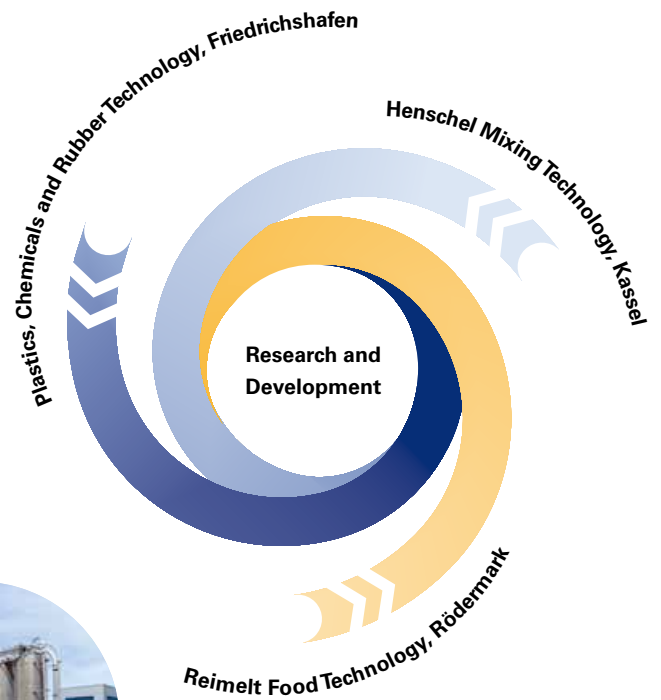 Plastics, Chemicals and Rubber Technology, Friedrichshafen
Henschel Mixing Technology, Kassel
Research and
Development
Reimelt Food Technology, Rödermark